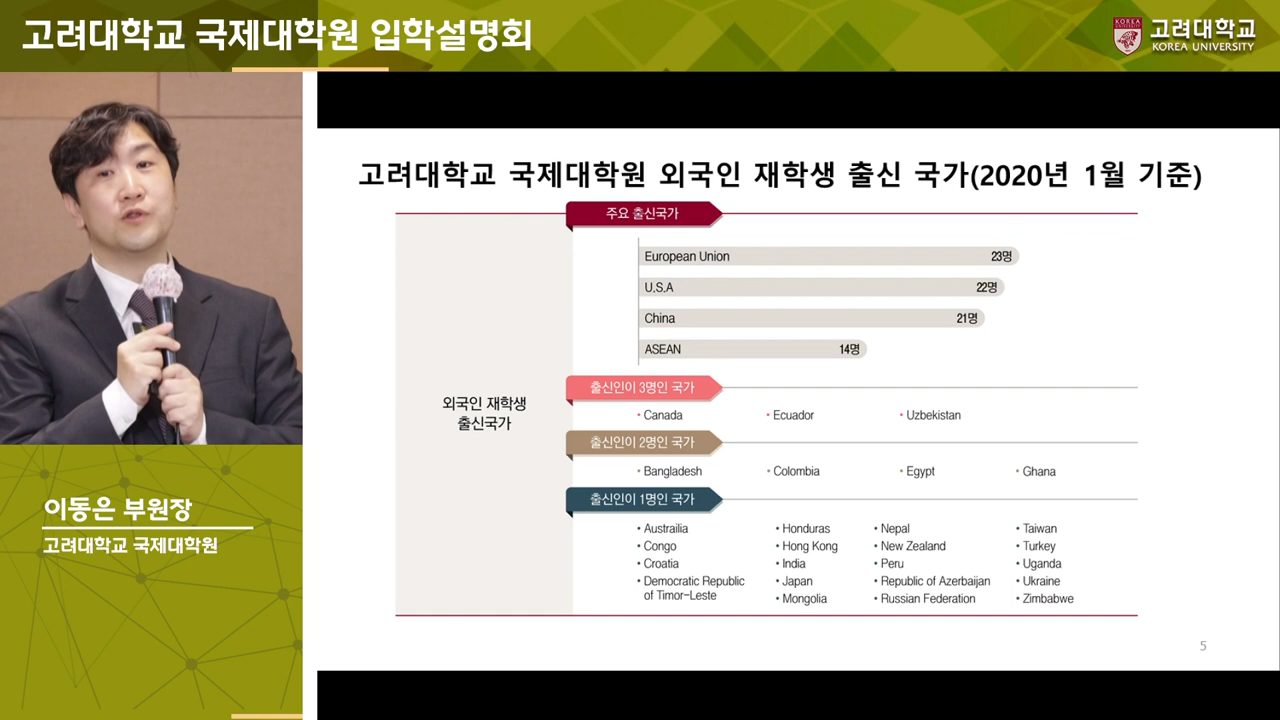 고려대학교 국제대학원 입학설명회
KOREA UNIVERSITY
고려대학교
KOREA UNIVERSITY
고려대학교 국제대학원 외국인 재학생 출신 국가(2020년 1월 기준)
외국인 재학생
출신국가
주요 출신국가
European Union 23명
U.S.A 22명
China 21명
ASEAN 14명
출신인이 3명인 국가
• Canada • Ecuador • Uzbekistan
출신인이 2명인 국가
• Bangladesh • Colombia • Egypt • Ghana
출신인이 1명인 국가
• Austrailia • Honduras • Nepal • Taiwan
• Congo • Hong Kong • New Zealand • Turkey
• Croatia • India • Peru • Uganda
• Democratic Republic • Japan • Republic of Azerbaijan • Ukraine
of Timor-Leste • Mongolia • Russian Federation • Zimbabwe
5
이동은 부원장
고려대학교 국제대학원